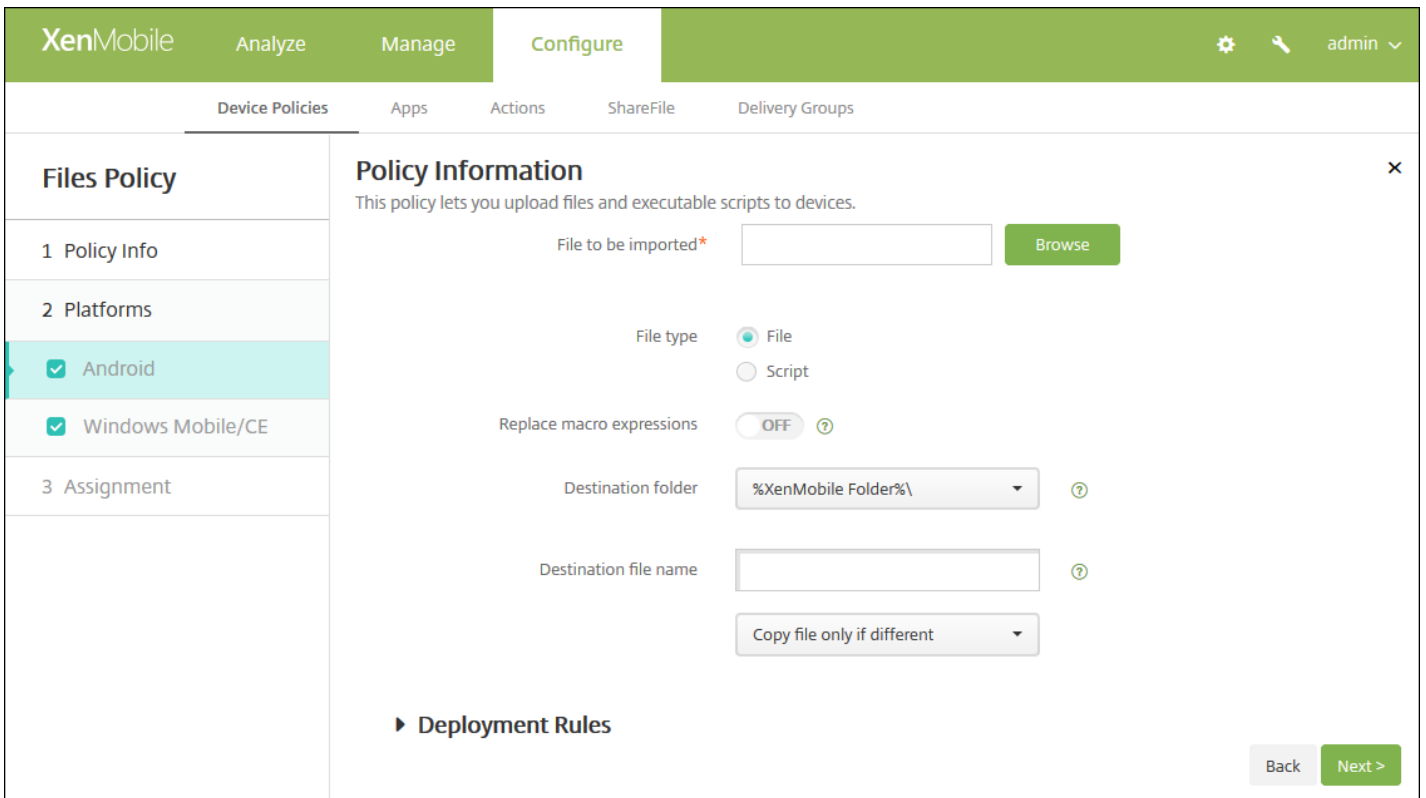 XenMobile Analyze Manage Configure admin
Device Policies Apps Actions ShareFile Delivery Groups
Files Policy
1 Policy Info
2 Platforms
Android
Windows Mobile/CE
3 Assignment
Policy Information
This policy lets you upload files and executable scripts to devices.
File to be imported* Browse
File type File
Script
Replace macro expressions OFF ?
Destination folder %XenMobile Folder%\ ?
Destination file name ?
Copy file only if different
Deployment Rules
Back Next >